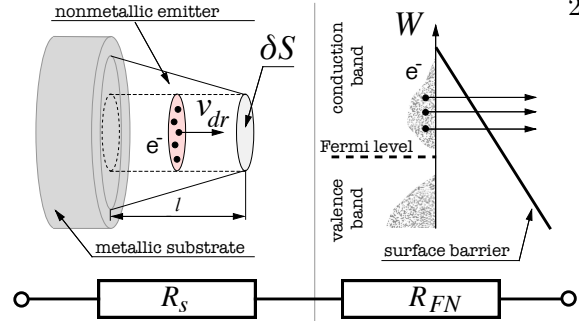 2
nonmetallic emitter
δS
v_dr
e⁻
l
metallic substrate
W
conduction
band
e⁻
Fermi level
valence
band
surface barrier
R_s
R_FN